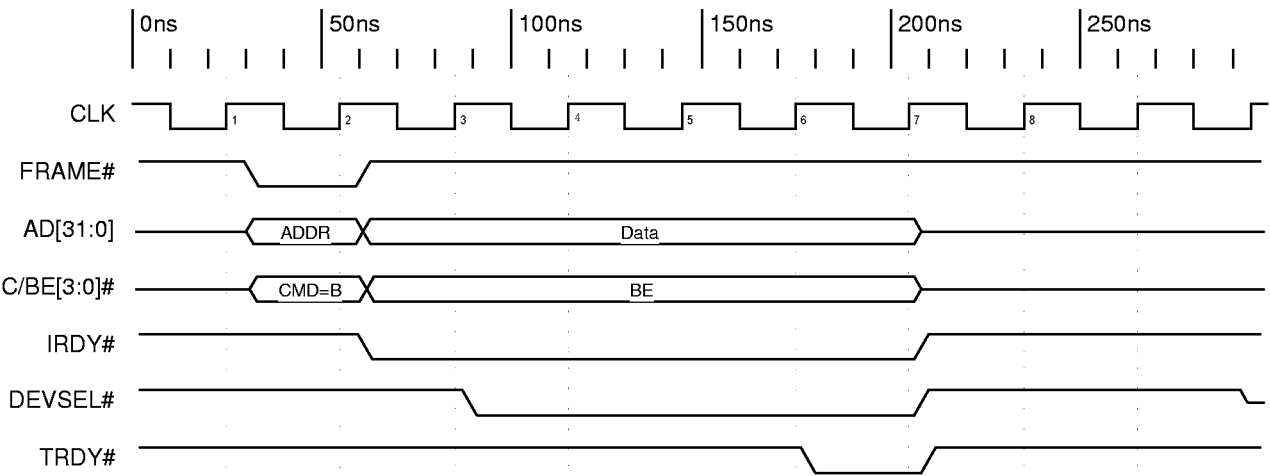 0ns 50ns 100ns 150ns 200ns 250ns
CLK 1 2 3 4 5 6 7 8
FRAME#
AD[31:0] ADDR Data
C/BE[3:0]# CMD=B BE
IRDY#
DEVSEL#
TRDY#